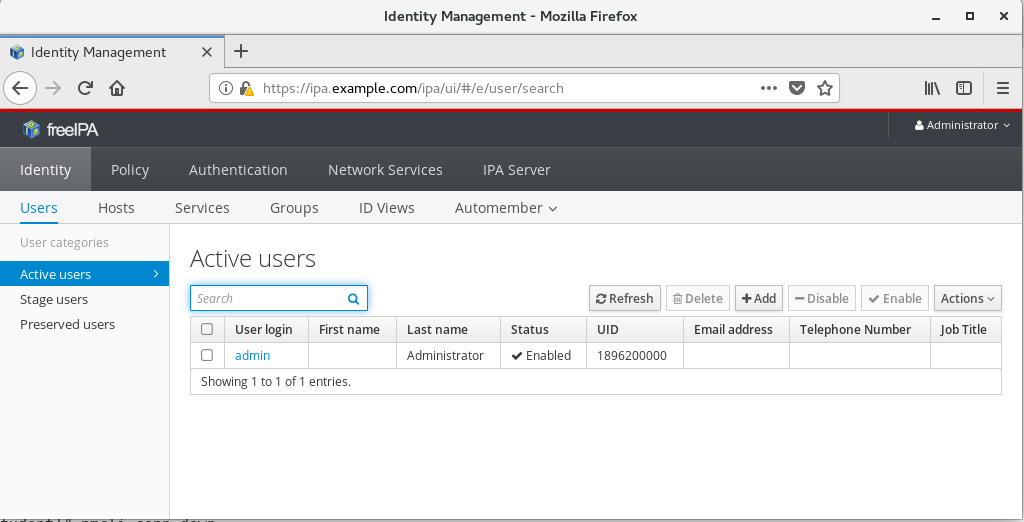 Identity Management - Mozilla Firefox
Identity Management
https://ipa.example.com/ipa/ui/#/e/user/search
freeIPA
Administrator
Identity Policy Authentication Network Services IPA Server
Users Hosts Services Groups ID Views Automember
User categories
Active users
Stage users
Preserved users
Active users
Search
Refresh Delete Add Disable Enable Actions
User login First name Last name Status UID Email address Telephone Number Job Title
admin Administrator Enabled 1896200000
Showing 1 to 1 of 1 entries.